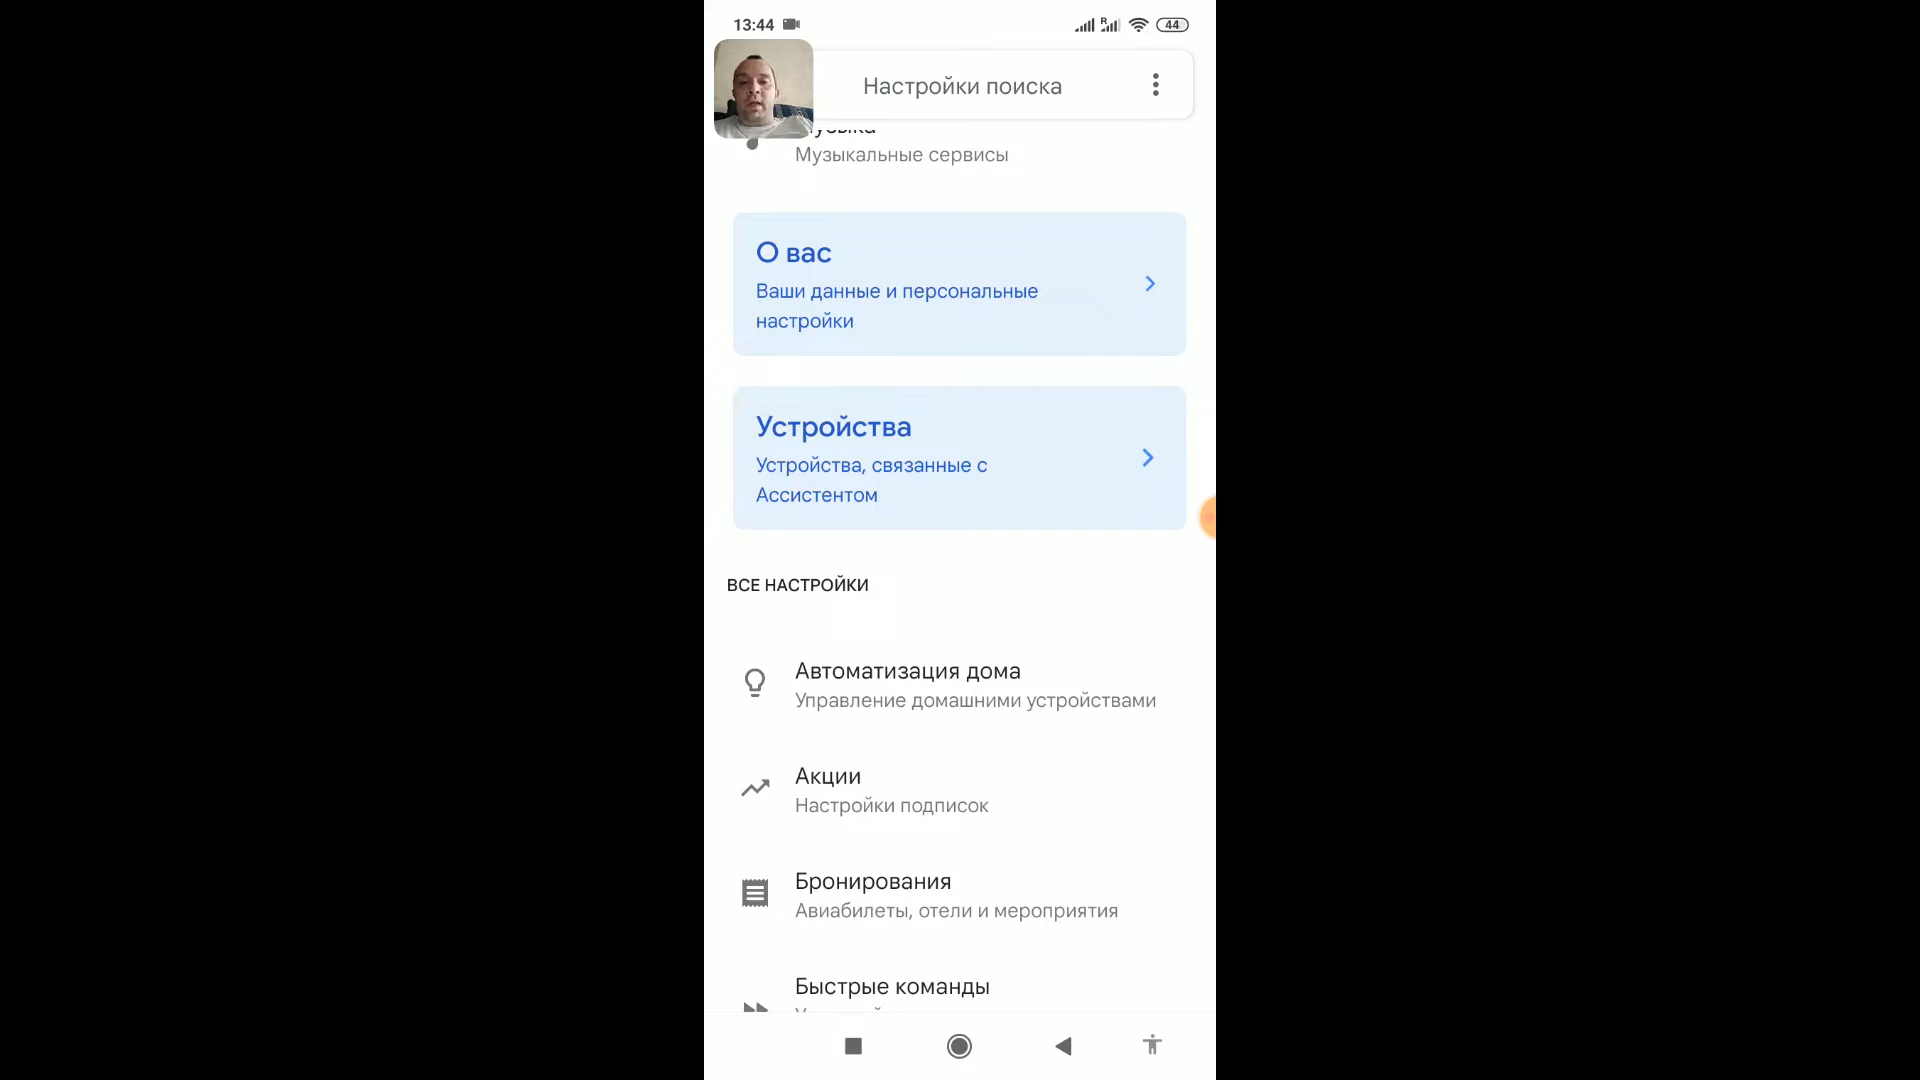 13:44
R
44
Настройки поиска
Музыкальные сервисы
О вас
Ваши данные и персональные
настройки
Устройства
Устройства, связанные с
Ассистентом
ВСЕ НАСТРОЙКИ
Автоматизация дома
Управление домашними устройствами
Акции
Настройки подписок
Бронирования
Авиабилеты, отели и мероприятия
Быстрые команды